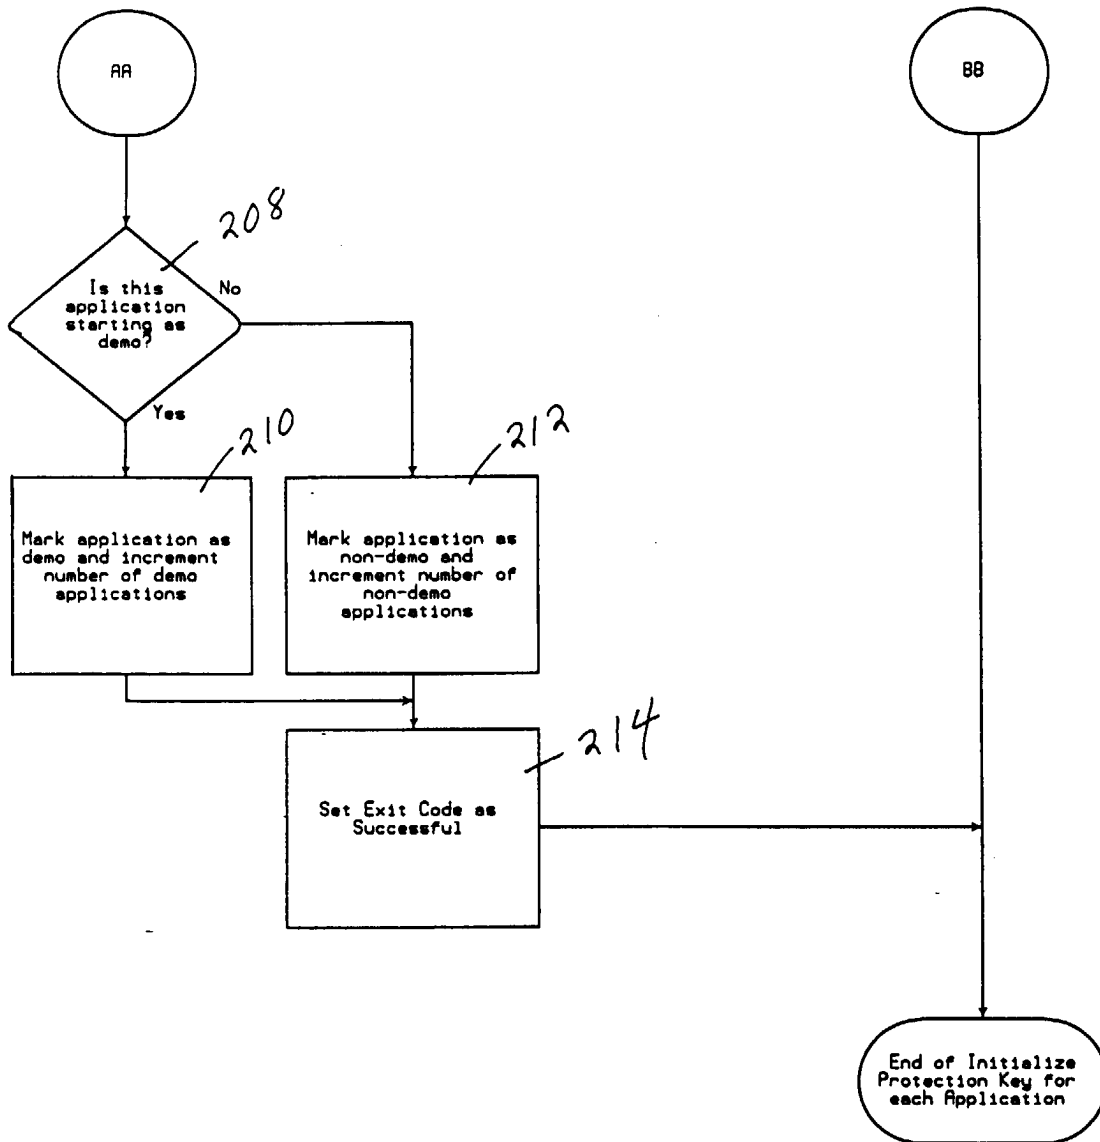 AA
BB
208
Is this
application
starting as
demo?
No
Yes
210
212
Mark application as
demo and increment
number of demo
applications
Mark application as
non-demo and
increment number of
non-demo
applications
214
Set Exit Code as
Successful
End of Initialize
Protection Key for
each Application